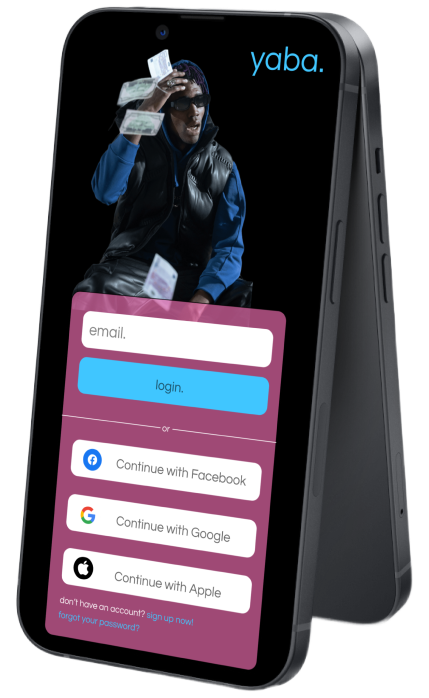 yaba.
email.
login.
or
Continue with Facebook
Continue with Google
Continue with Apple
don't have an account? sign up now!
forgot your password?